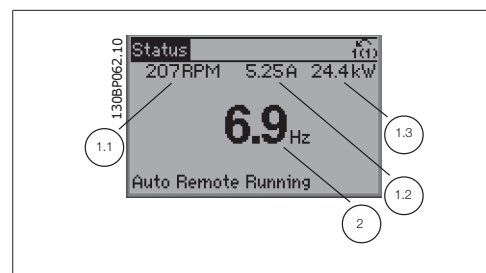 130BP062.10
Status
1(1)
207RPM 5.25A 24.4kW
6.9Hz
Auto Remote Running
1.1
1.3
1.2
2